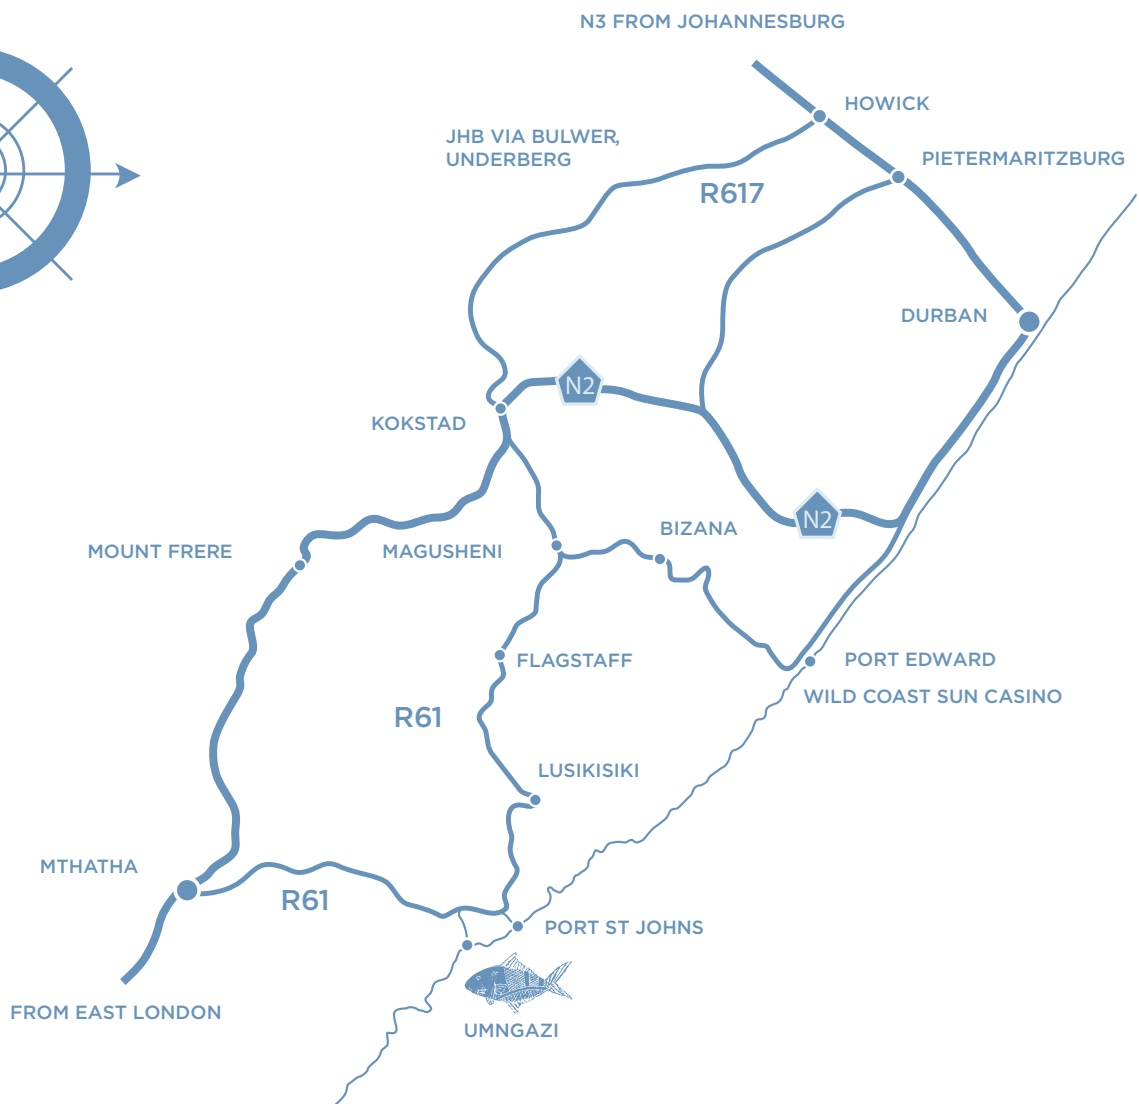 N3 FROM JOHANNESBURG
HOWICK
JHB VIA BULWER,
UNDERBERG
PIETERMARITZBURG
R617
DURBAN
N2
KOKSTAD
N2
BIZANA
MOUNT FRERE
MAGUSHENI
FLAGSTAFF
PORT EDWARD
WILD COAST SUN CASINO
R61
LUSIKISIKI
MTHATHA
R61
PORT ST JOHNS
FROM EAST LONDON
UMNGAZI